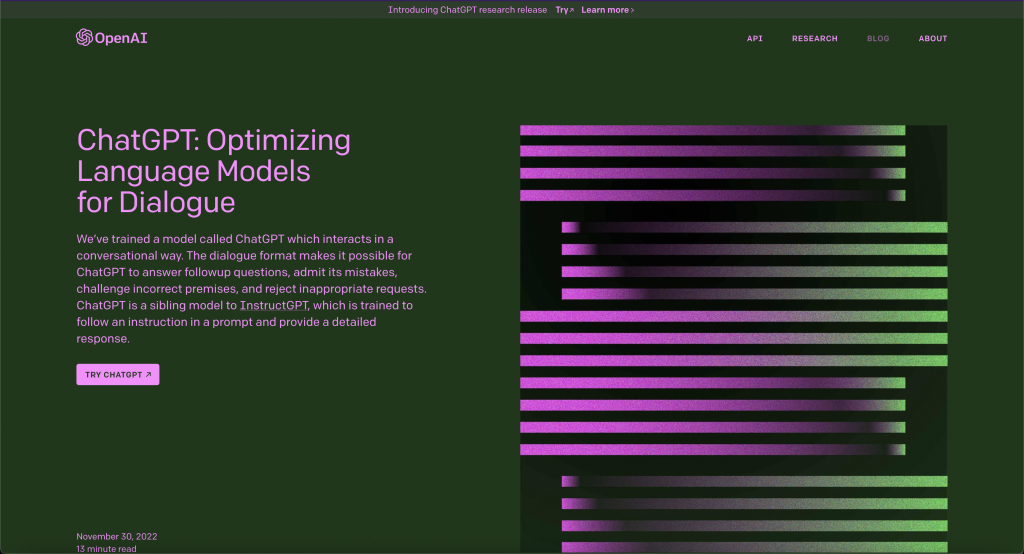 Introducing ChatGPT research release Try↗ Learn more›
OpenAI
API RESEARCH BLOG ABOUT
ChatGPT: Optimizing
Language Models
for Dialogue
We’ve trained a model called ChatGPT which interacts in a
conversational way. The dialogue format makes it possible for
ChatGPT to answer followup questions, admit its mistakes,
challenge incorrect premises, and reject inappropriate requests.
ChatGPT is a sibling model to InstructGPT, which is trained to
follow an instruction in a prompt and provide a detailed
response.
TRY CHATGPT ↗
November 30, 2022
13 minute read